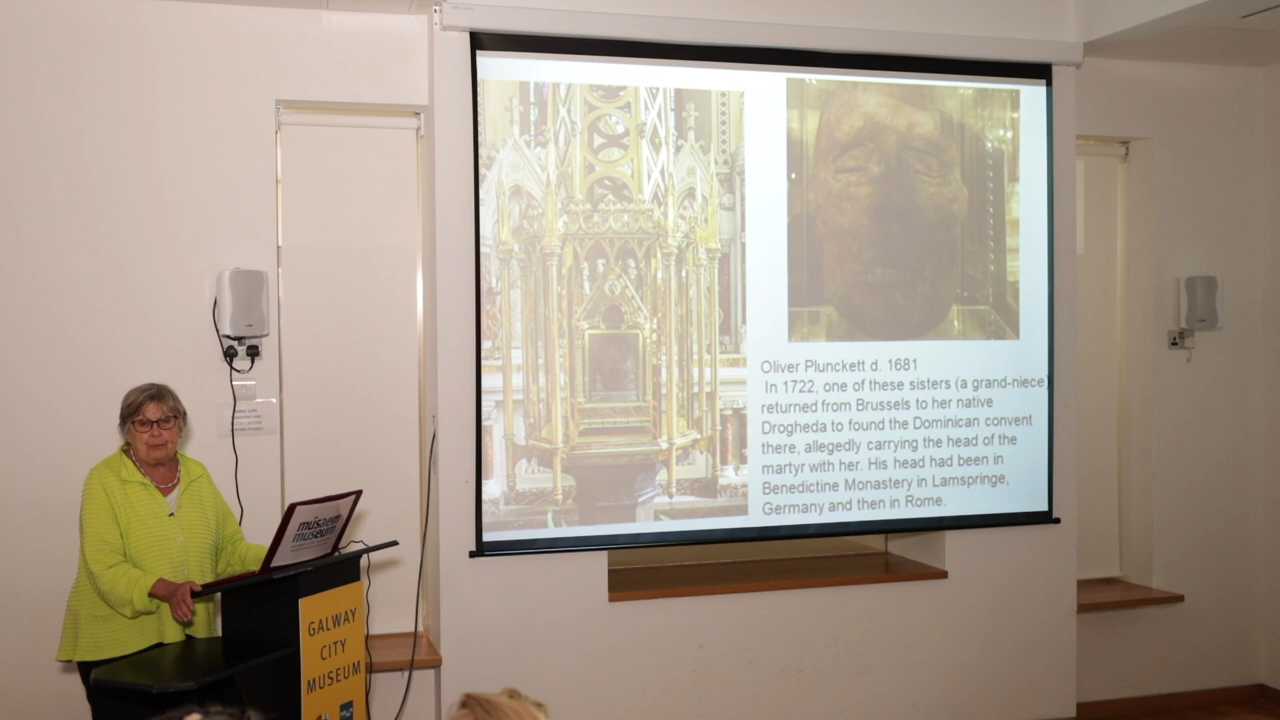 Oliver Plunckett d. 1681
In 1722, one of these sisters (a grand-niece)
returned from Brussels to her native
Drogheda to found the Dominican convent
there, allegedly carrying the head of the
martyr with her. His head had been in
Benedictine Monastery in Lamspringe,
Germany and then in Rome.
músaem
museum
GALWAY
CITY
MUSEUM